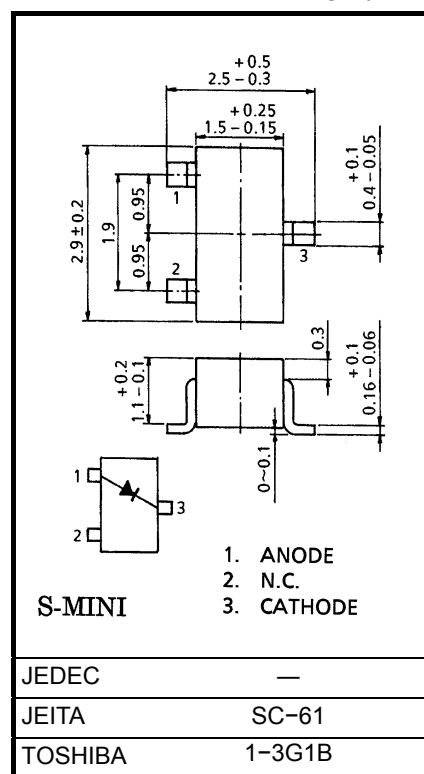 + 0.5
2.5 – 0.3
+ 0.25
1.5 – 0.15
+ 0.1
0.4 – 0.05
2.9 ± 0.2
1.9
0.95
0.95
1
2
3
0.3
+ 0.2
1.1 – 0.1
+ 0.1
0.16 – 0.06
0~0.1
1
2
3
1. ANODE
2. N.C.
3. CATHODE
S-MINI
JEDEC —
JEITA SC−61
TOSHIBA 1−3G1B